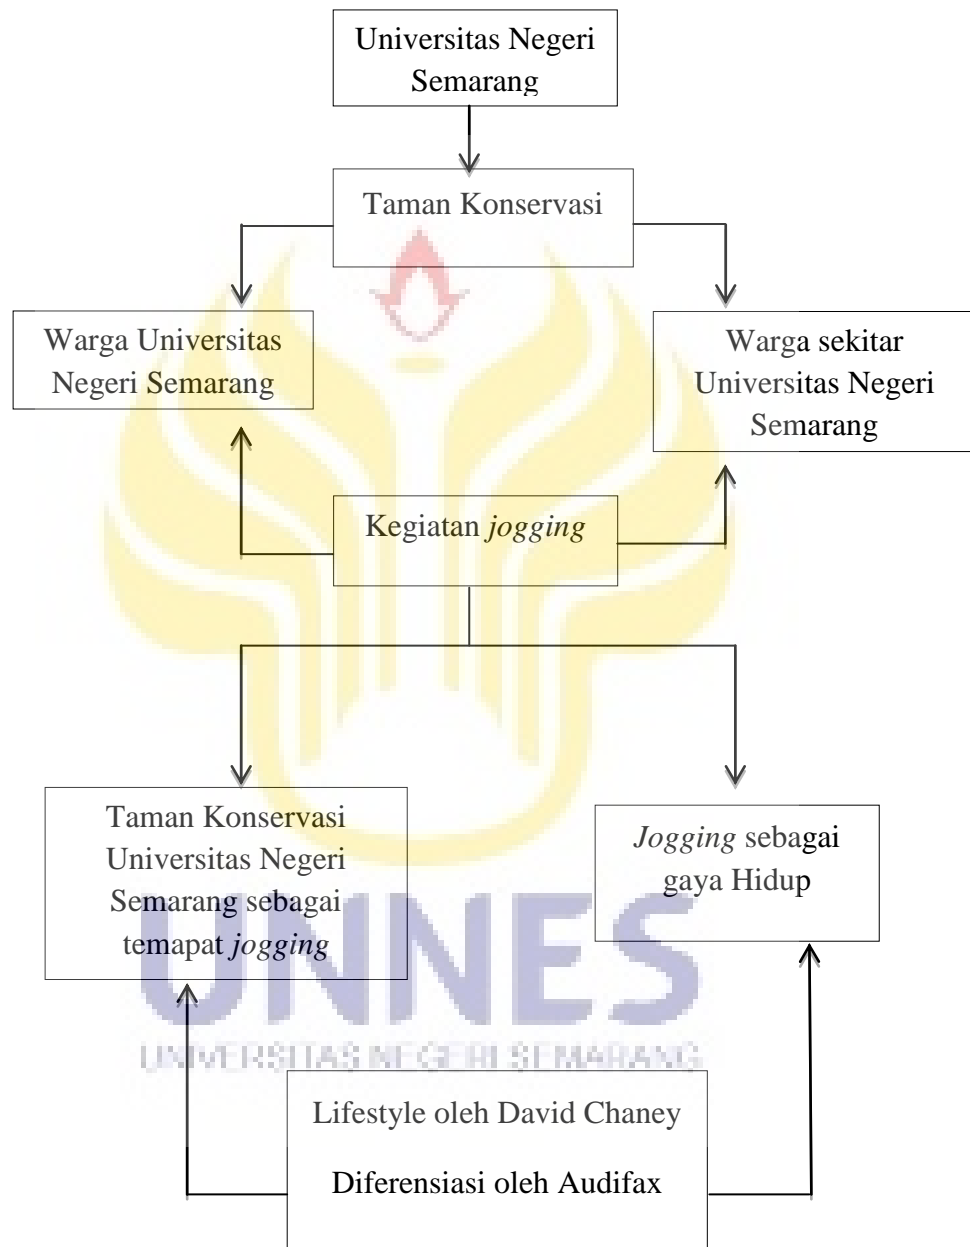 Universitas Negeri
Semarang
Taman Konservasi
Warga Universitas
Negeri Semarang
Warga sekitar
Universitas Negeri
Semarang
Kegiatan jogging
Taman Konservasi
Universitas Negeri
Semarang sebagai
temapat jogging
Jogging sebagai
gaya Hidup
UNNES
UNIVERSITAS NEGERI SEMARANG
Lifestyle oleh David Chaney
Diferensiasi oleh Audifax